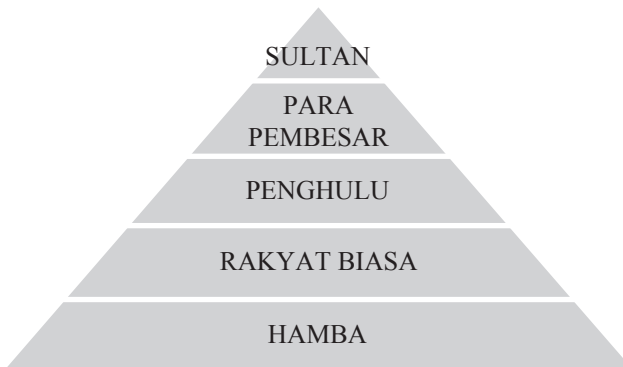 SULTAN
PARA
PEMBESAR
PENGHULU
RAKYAT BIASA
HAMBA